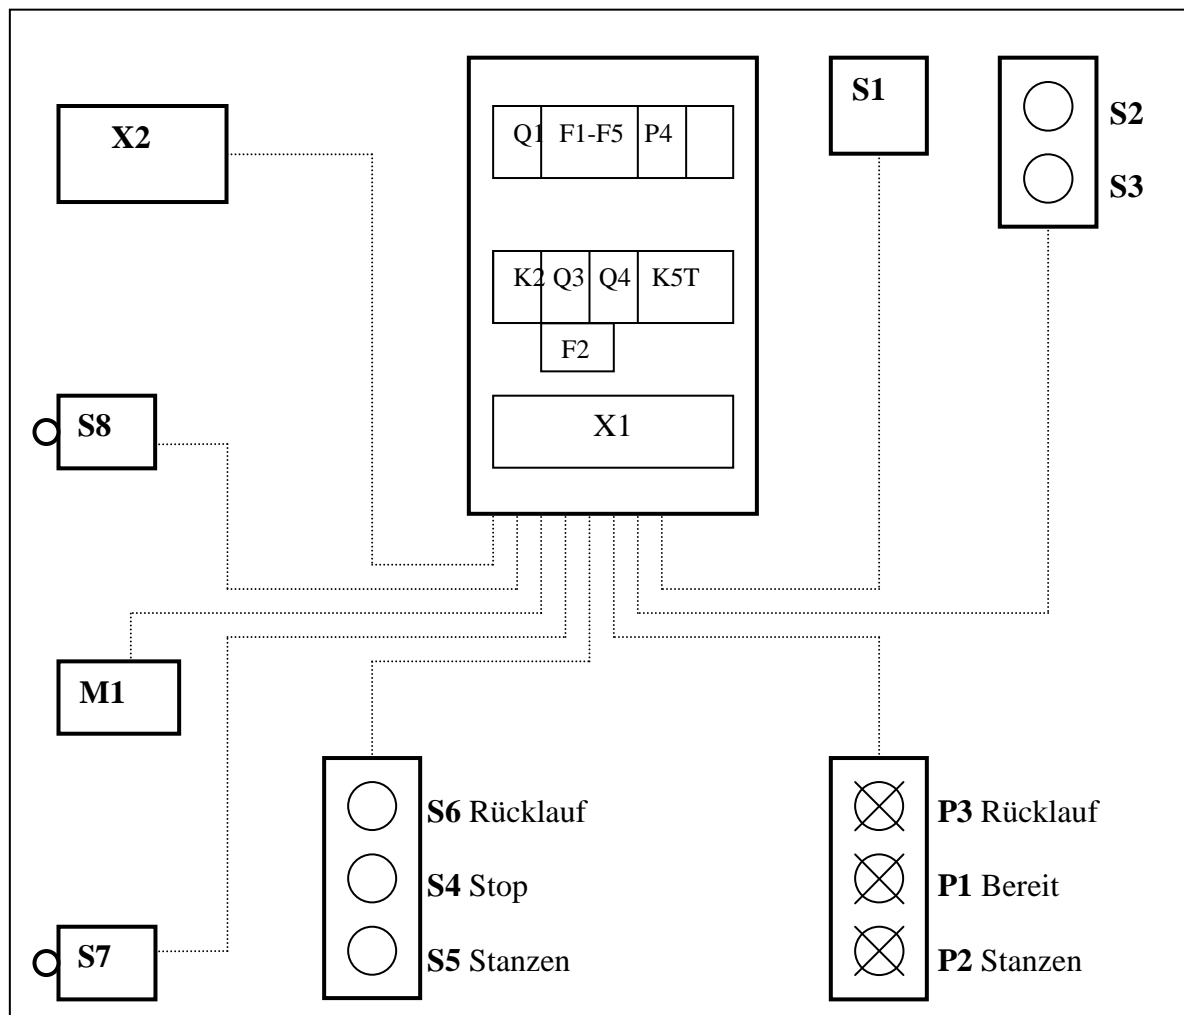 X2
Q1 F1-F5 P4
S1
S2
S3
K2 Q3 Q4 K5T
F2
X1
S8
M1
S7
S6 Rücklauf
S4 Stop
S5 Stanzen
P3 Rücklauf
P1 Bereit
P2 Stanzen